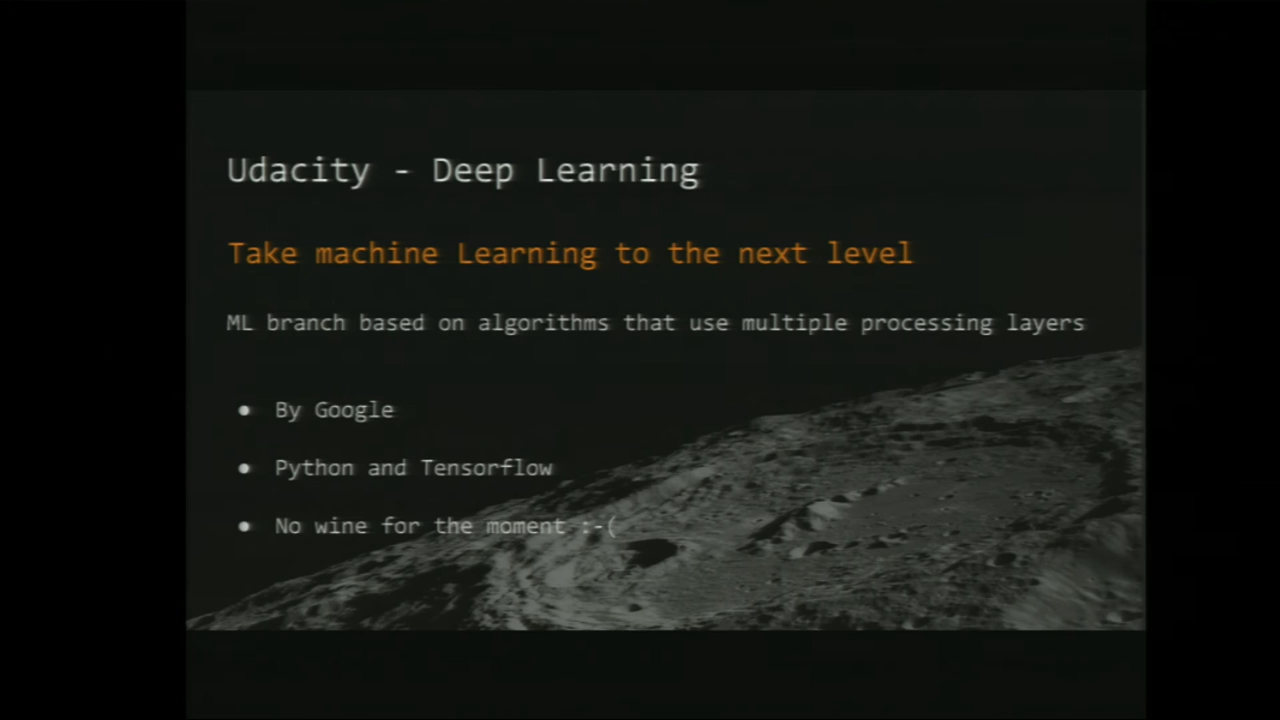 Udacity - Deep Learning
Take machine Learning to the next level
ML branch based on algorithms that use multiple processing layers
● By Google
● Python and Tensorflow
● No wine for the moment :-(